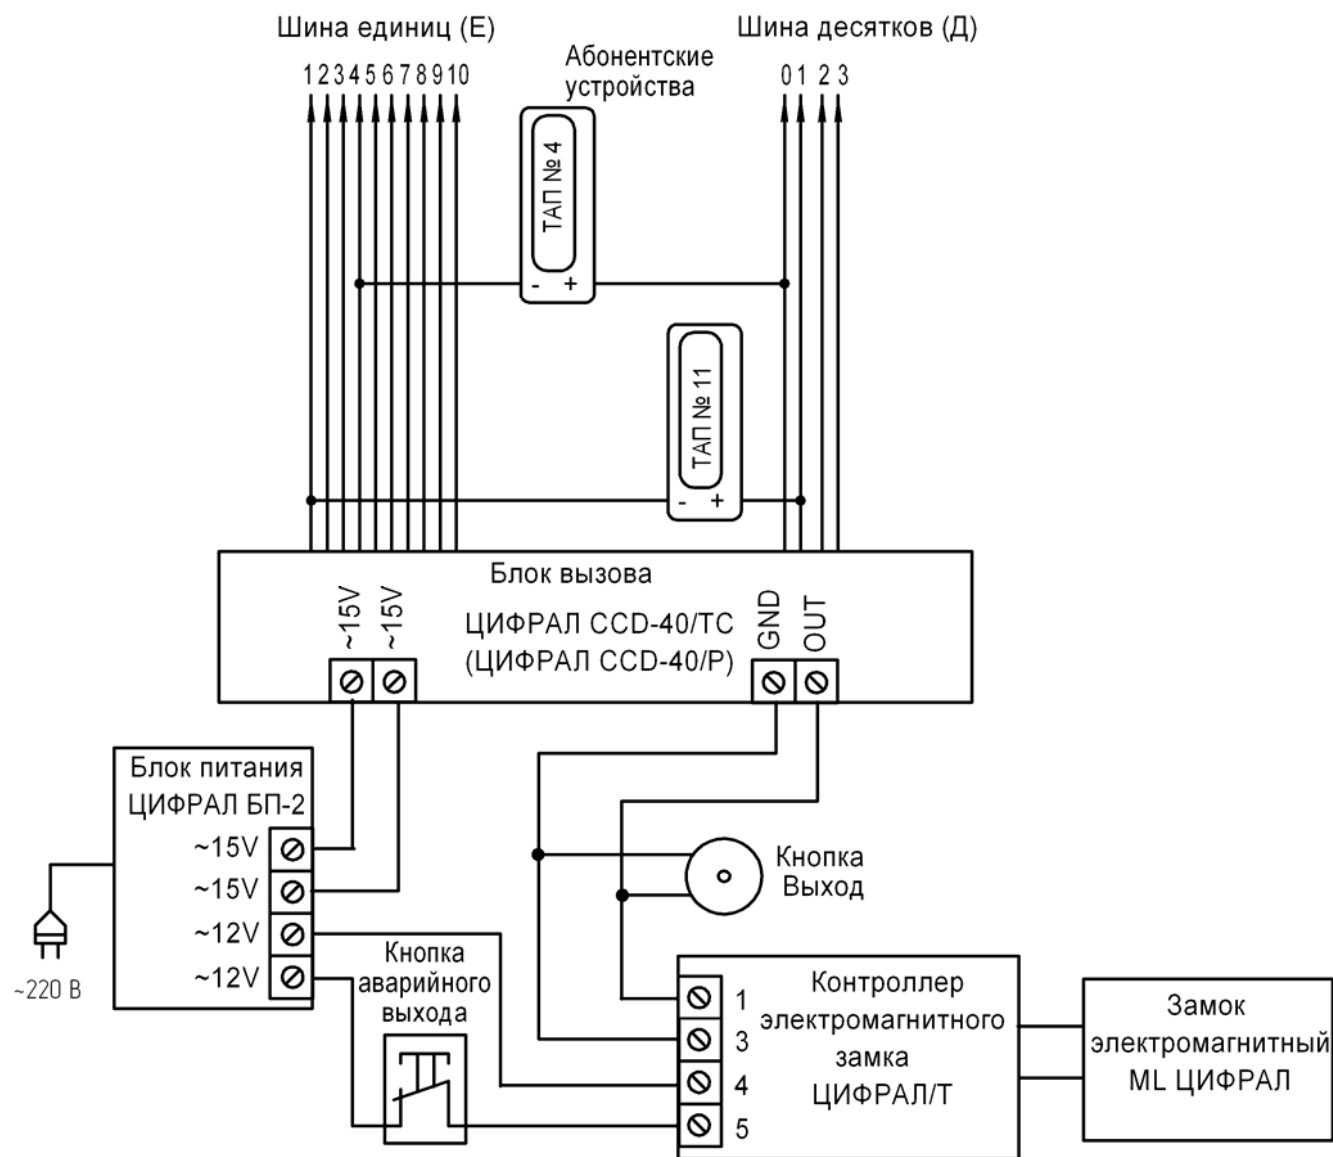 Шина единиц (Е)
Шина десятков (Д)
Абонентские
устройства
1 2 3 4 5 6 7 8 9 10
0 1 2 3
ТАП № 4
- +
ТАП № 11
- +
Блок вызова
ЦИФРАЛ CCD-40/ТС
(ЦИФРАЛ CCD-40/Р)
~15V
~15V
GND
OUT
Блок питания
ЦИФРАЛ БП-2
~15V
~15V
~12V
~12V
~220 В
Кнопка
Выход
Кнопка
аварийного
выхода
1
3
4
5
Контроллер
электромагнитного
замка
ЦИФРАЛ/Т
Замок
электромагнитный
ML ЦИФРАЛ